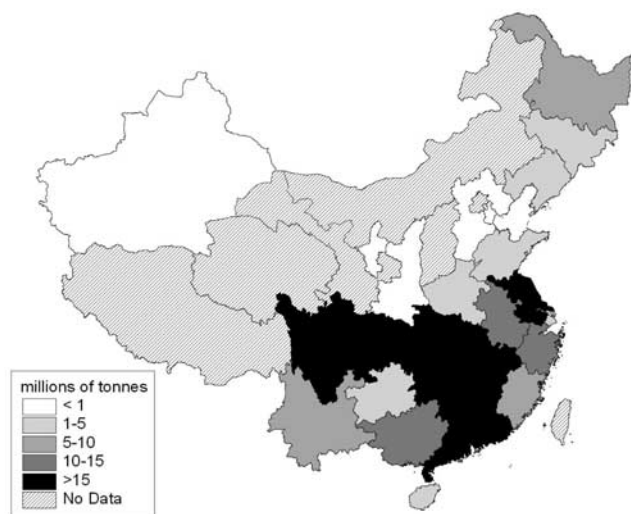 millions of tonnes
< 1
1-5
5-10
10-15
>15
No Data